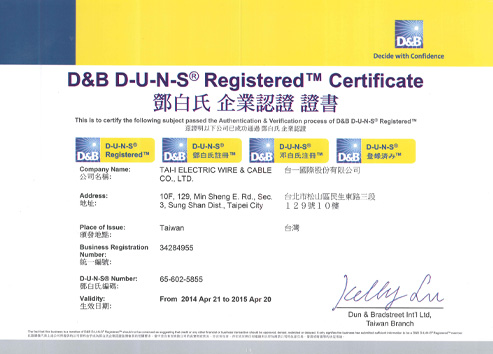 D&B
Decide with Confidence
D&B D-U-N-S® Registered™ Certificate
鄧白氏 企業認證 證書
This is to certify the following subject passed the Authentication & Verification process of D&B D-U-N-S® Registered™
茲證明以下公司已成功通過 鄧白氏 企業認證
D&B D-U-N-S® Registered™
D&B D-U-N-S® 鄧白氏註冊™
D&B D-U-N-S® 邓白氏注册™
D&B D-U-N-S® 登録済み™
Company Name: TAI-I ELECTRIC WIRE & CABLE CO., LTD. 台一國際股份有限公司
公司名稱:
Address: 10F, 129, Min Sheng E. Rd., Sec. 3, Sung Shan Dist., Taipei City 台北市松山區民生東路三段
地址: 129號10樓
Place of Issue: Taiwan 台灣
頒發地點:
Business Registration Number: 34284955
統一編號:
D-U-N-S® Number: 65-602-5855
鄧白氏編碼:
Validity: From 2014 Apr 21 to 2015 Apr 20
生效日期:
Kelly Lu
Dun & Bradstreet Int'l Ltd,
Taiwan Branch